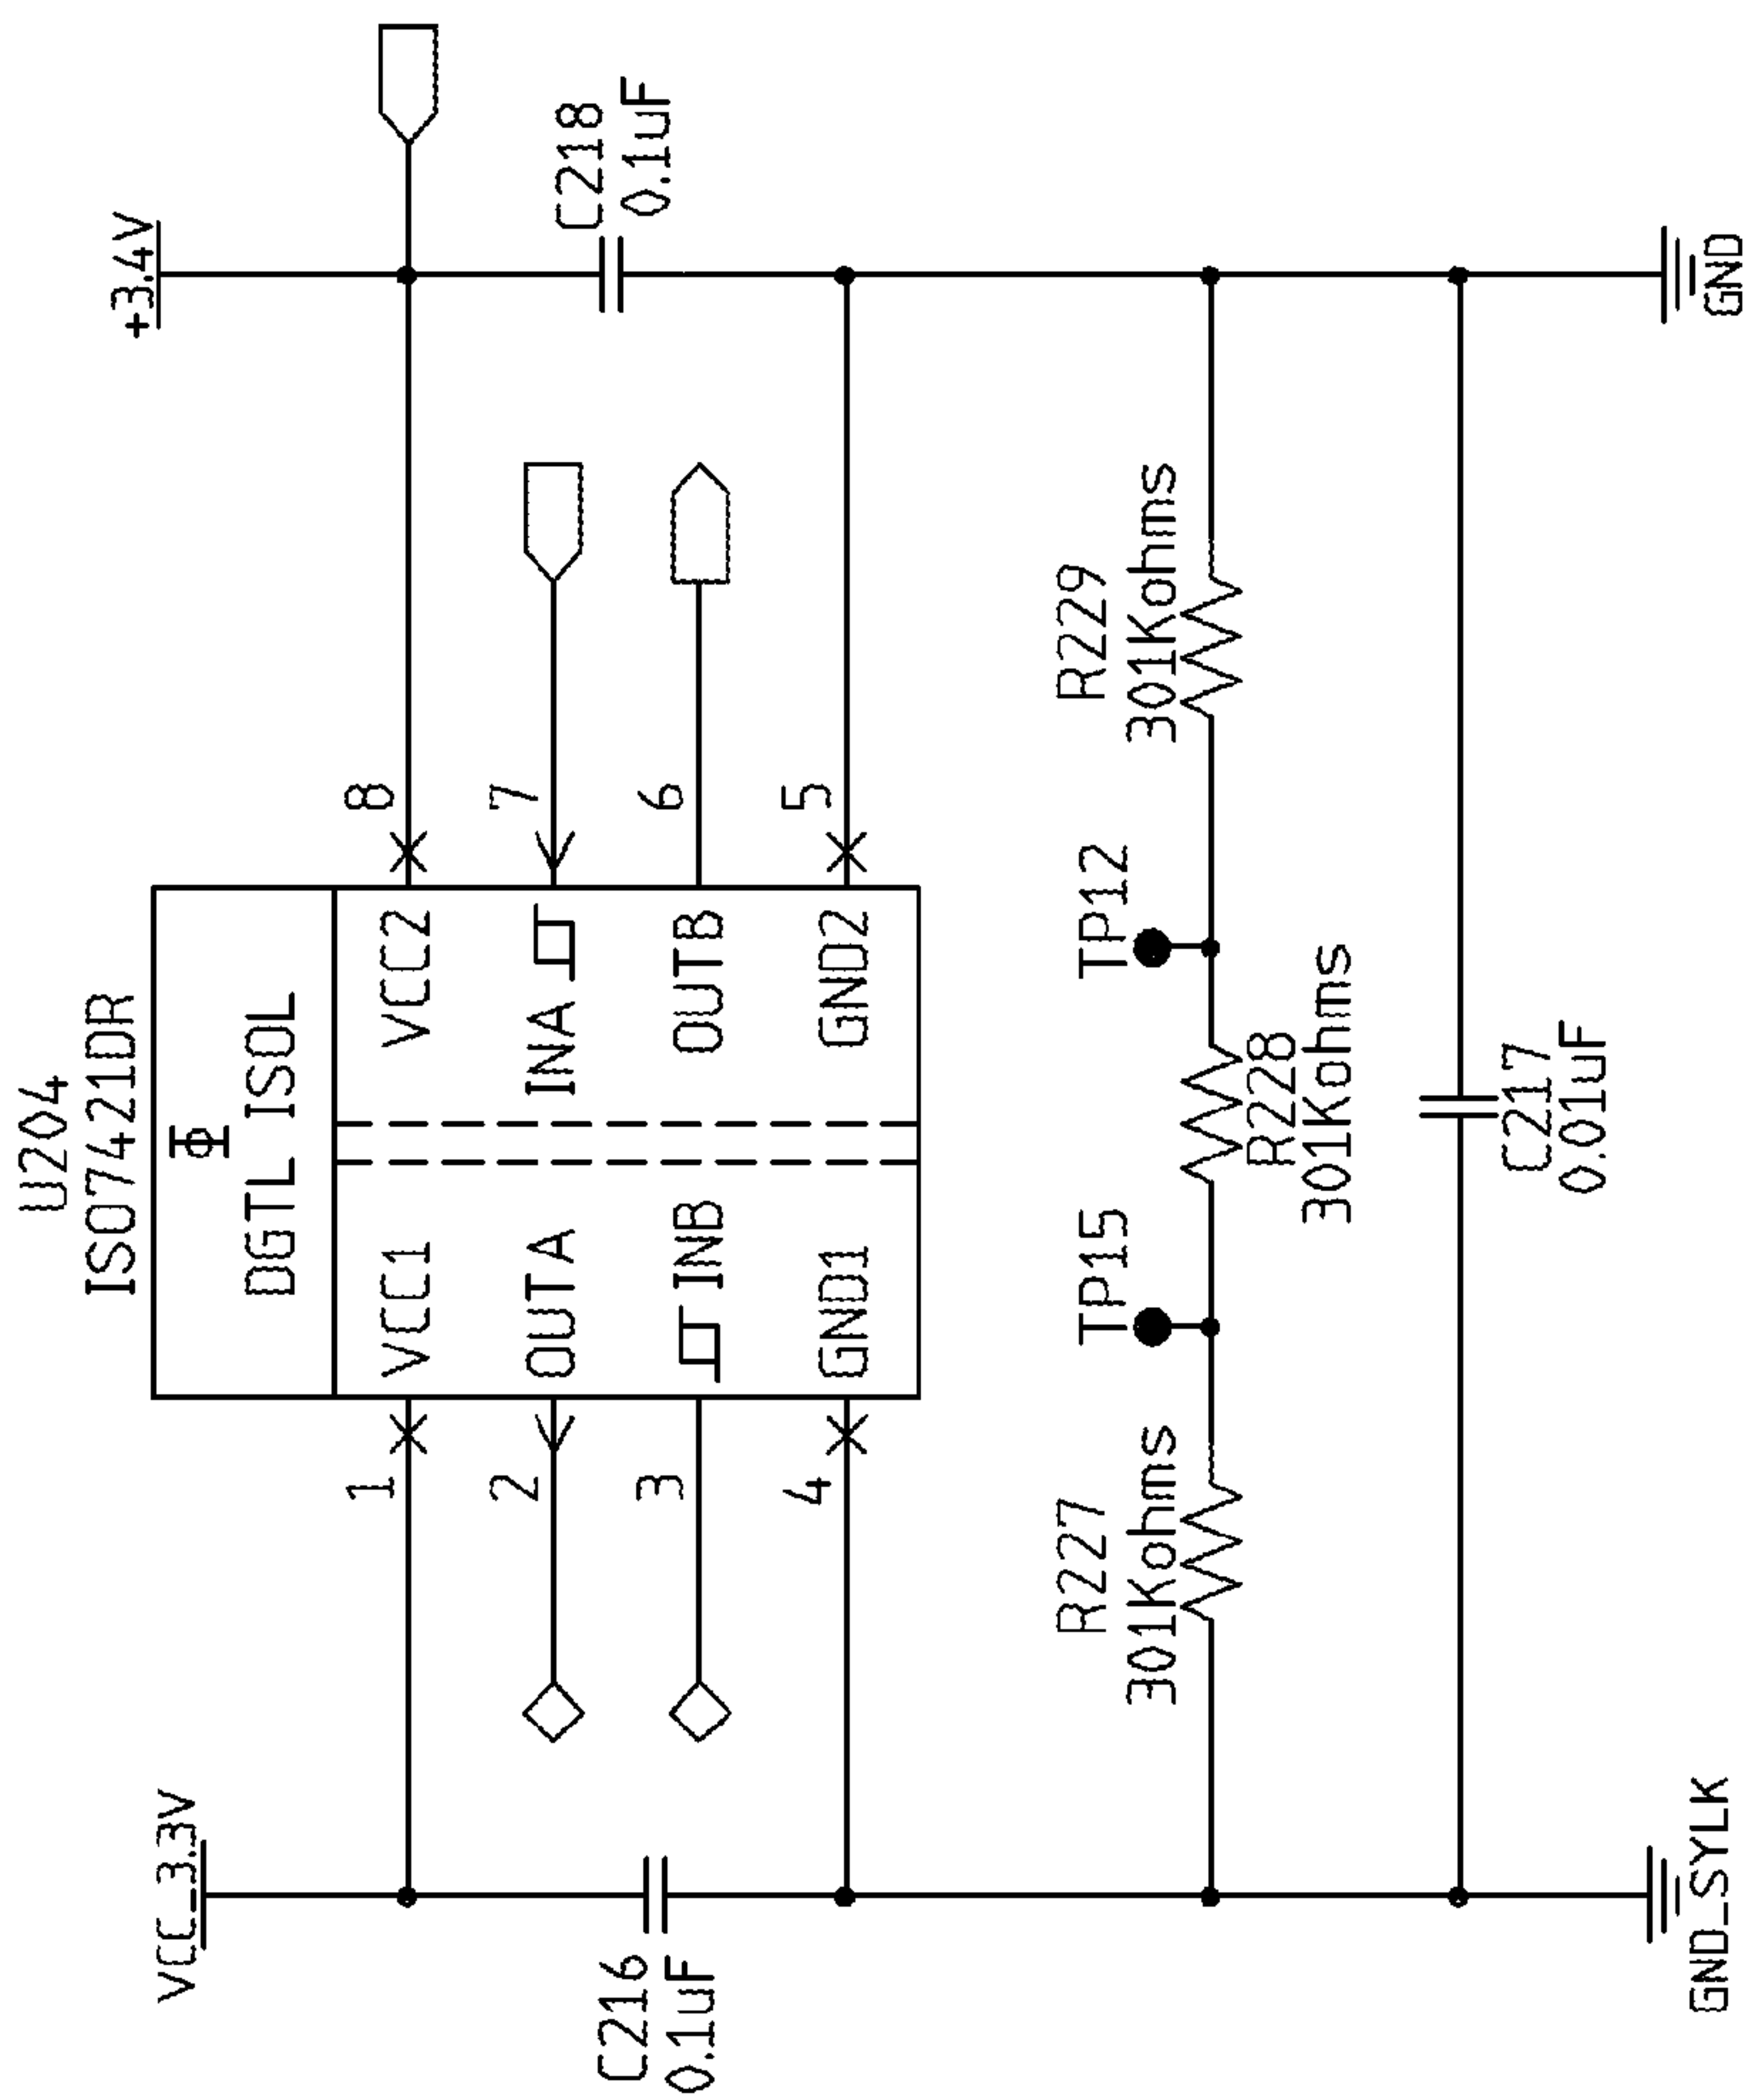 U204
ISO7421DR
DGTL ISOL
VCC_3.3V
+3.4V
1
VCC1
VCC2
8
2
OUTA
INA
7
3
INB
OUTB
6
4
GND1
GND2
5
C216
0.1uF
C218
0.1uF
R227
301Kohms
TP15
TP12
R229
301Kohms
R228
301Kohms
C217
0.01uF
GND_SYLK
GND